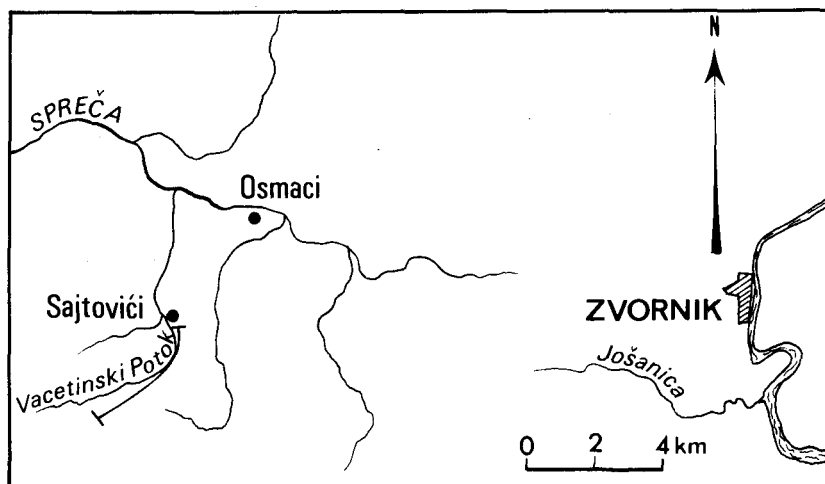 N
SPREČA
Osmaci
Sajtovići
ZVORNIK
Vacetinski Potok
Jošanica
0 2 4 km